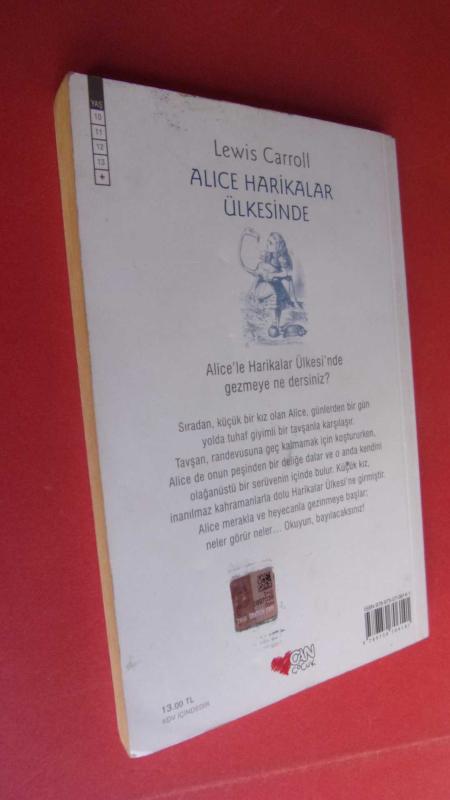 YAŞ
10
11
12
13
+
Lewis Carroll
ALICE HARİKALAR
ÜLKESİNDE
Alice'le Harikalar Ülkesi'nde
gezmeye ne dersiniz?
Sıradan, küçük bir kız olan Alice, günlerden bir gün
yolda tuhaf giyimli bir tavşanla karşılaşır.
Tavşan, randevusuna geç kalmamak için koştururken,
Alice de onun peşinden bir deliğe dalar ve o anda kendini
olağanüstü bir serüvenin içinde bulur. Küçük kız,
inanılmaz kahramanlarla dolu Harikalar Ülkesi'ne girmiştir.
Alice merakla ve heyecanla gezinmeye başlar;
neler görür neler... Okuyun, bayılacaksınız!
CAN
ÇOCUK
13.00 TL
KDV İÇİNDEDİR